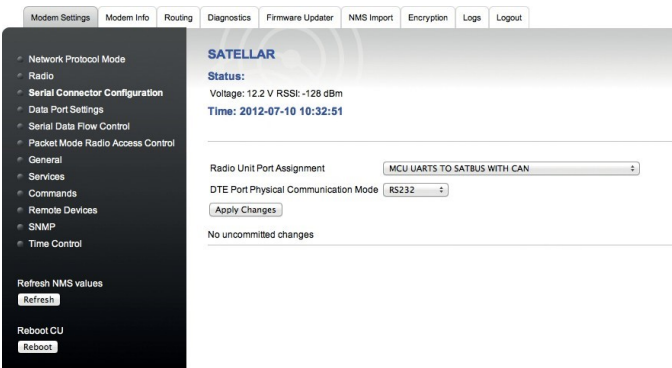 Modem Settings Modem Info Routing Diagnostics Firmware Updater NMS Import Encryption Logs Logout
Network Protocol Mode
Radio
Serial Connector Configuration
Data Port Settings
Serial Data Flow
Control
Packet Mode Radio Access Control
General
Services
Commands
Remote Devices
SNMP
Time Control
Refresh NMS values
Refresh
Reboot CU
Reboot
SATELLAR
Status:
Voltage: 12.2 V RSSI: -128 dBm
Time: 2012-07-10 10:32:51
Radio Unit Port Assignment MCU UARTS TO SATBUS WITH CAN
DTE Port Physical Communication Mode RS232
Apply Changes
No uncommitted changes